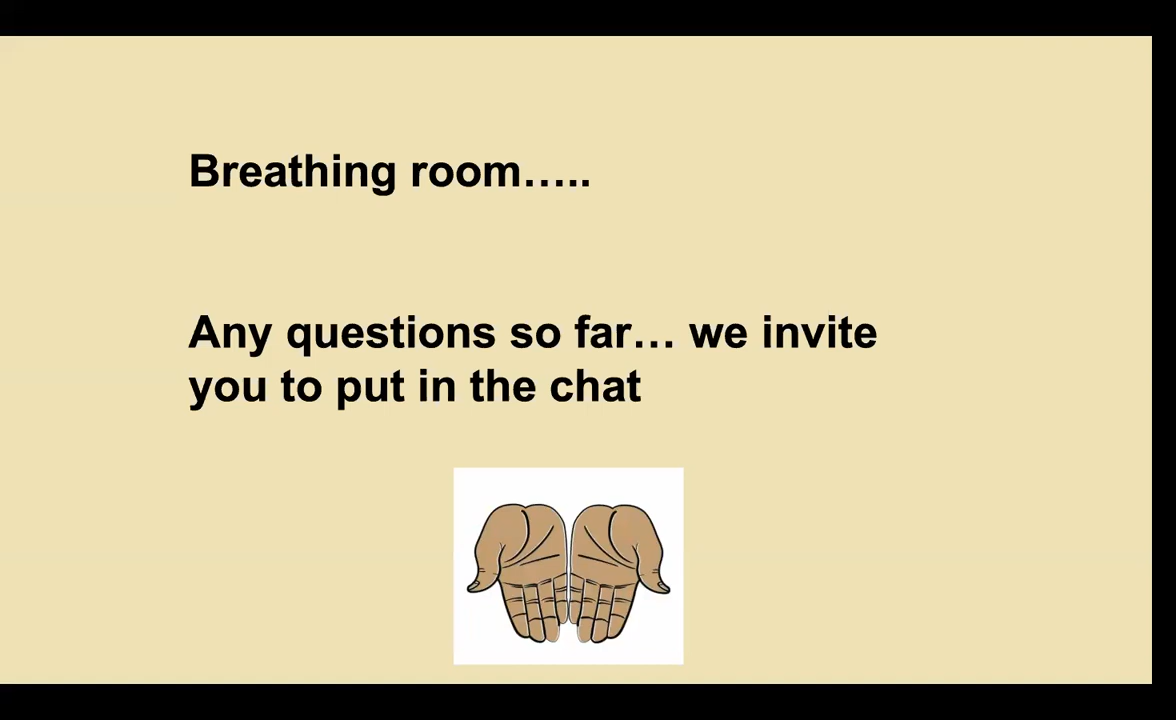 Breathing room…..
Any questions so far… we invite
you to put in the chat